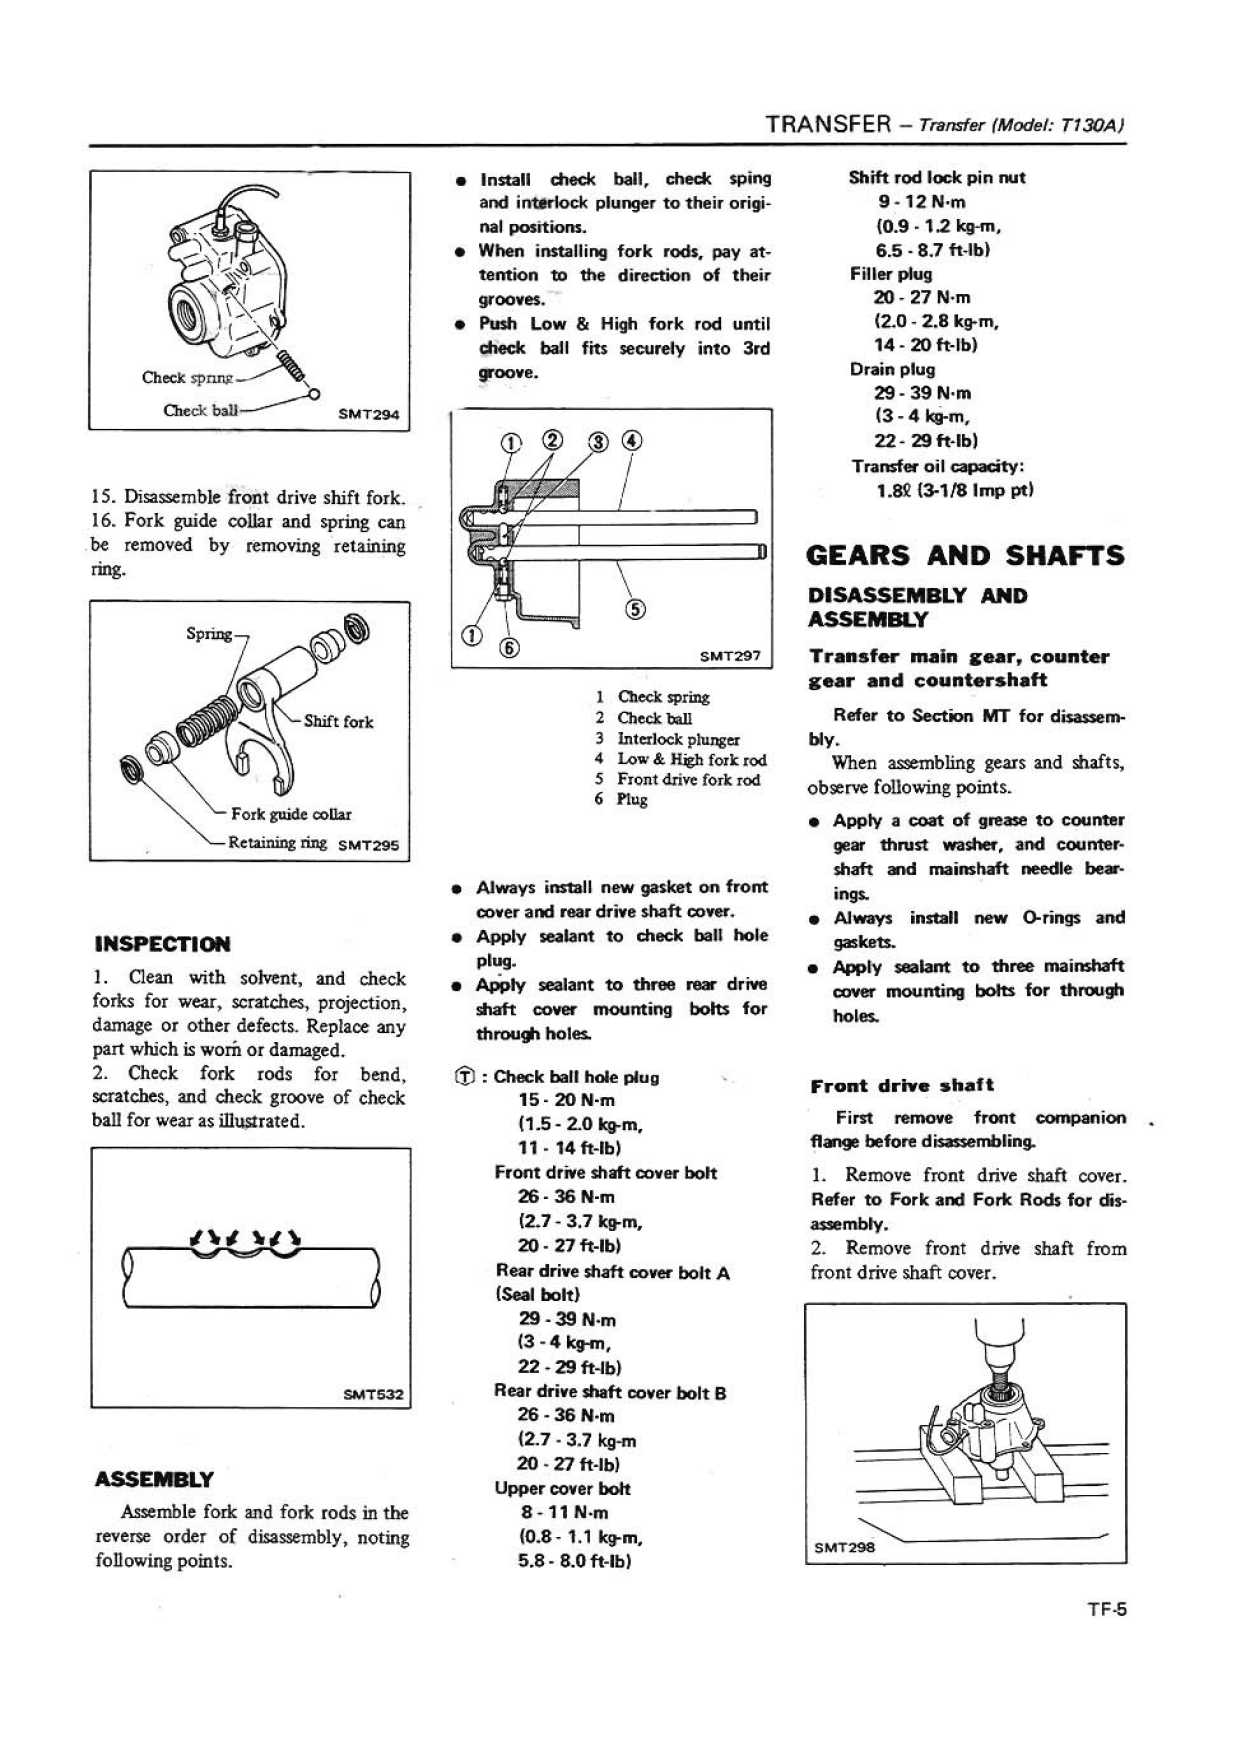 TRANSFER – Transfer (Model: T130A)
Check spring
Check ball
SMT294
15. Disassemble front drive shift fork.
16. Fork guide collar and spring can
be removed by removing retaining
ring.
Spring
Shift fork
Fork guide collar
Retaining ring SMT295
INSPECTION
1. Clean with solvent, and check
forks for wear, scratches, projection,
damage or other defects. Replace any
part which is worn or damaged.
2. Check fork rods for bend,
scratches, and check groove of check
ball for wear as illustrated.
SMT532
ASSEMBLY
Assemble fork and fork rods in the
reverse order of disassembly, noting
following points.
● Install check ball, check sping
and interlock plunger to their origi-
nal positions.
● When installing fork rods, pay at-
tention to the direction of their
grooves.
● Push Low & High fork rod until
check ball fits securely into 3rd
groove.
① ② ③ ④
⑤
① ⑥
SMT297
1 Check spring
2 Check ball
3 Interlock plunger
4 Low & High fork rod
5 Front drive fork rod
6 Plug
● Always install new gasket on front
cover and rear drive shaft cover.
● Apply sealant to check ball hole
plug.
● Apply sealant to three rear drive
shaft cover mounting bolts for
through holes.
Ⓣ : Check ball hole plug
15 - 20 N·m
(1.5 - 2.0 kg-m,
11 - 14 ft-lb)
Front drive shaft cover bolt
26 - 36 N·m
(2.7 - 3.7 kg-m,
20 - 27 ft-lb)
Rear drive shaft cover bolt A
(Seal bolt)
29 - 39 N·m
(3 - 4 kg-m,
22 - 29 ft-lb)
Rear drive shaft cover bolt B
26 - 36 N·m
(2.7 - 3.7 kg-m
20 - 27 ft-lb)
Upper cover bolt
8 - 11 N·m
(0.8 - 1.1 kg-m,
5.8 - 8.0 ft-lb)
Shift rod lock pin nut
9 - 12 N·m
(0.9 - 1.2 kg-m,
6.5 - 8.7 ft-lb)
Filler plug
20 - 27 N·m
(2.0 - 2.8 kg-m,
14 - 20 ft-lb)
Drain plug
29 - 39 N·m
(3 - 4 kg-m,
22 - 29 ft-lb)
Transfer oil capacity:
1.8ℓ (3-1/8 Imp pt)
GEARS AND SHAFTS
DISASSEMBLY AND
ASSEMBLY
Transfer main gear, counter
gear and countershaft
Refer to Section MT for disassem-
bly.
When assembling gears and shafts,
observe following points.
● Apply a coat of grease to counter
gear thrust washer, and counter-
shaft and mainshaft needle bear-
ings.
● Always install new O-rings and
gaskets.
● Apply sealant to three mainshaft
cover mounting bolts for through
holes.
Front drive shaft
First remove front companion
flange before disassembling.
1. Remove front drive shaft cover.
Refer to Fork and Fork Rods for dis-
assembly.
2. Remove front drive shaft from
front drive shaft cover.
SMT298
TF-5